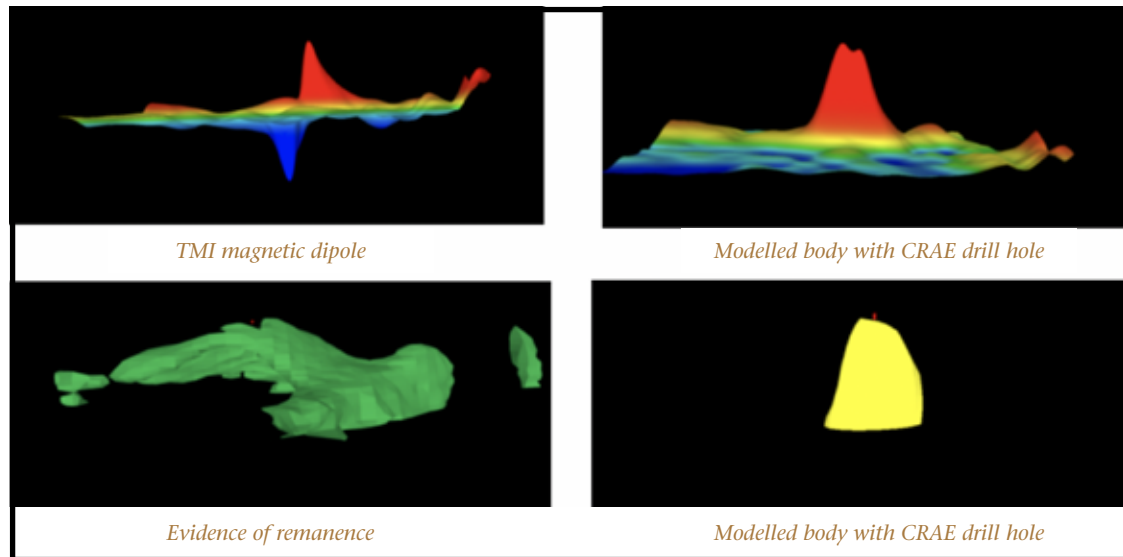 TMI magnetic dipole
Modelled body with CRAE drill hole
Evidence of remanence
Modelled body with CRAE drill hole